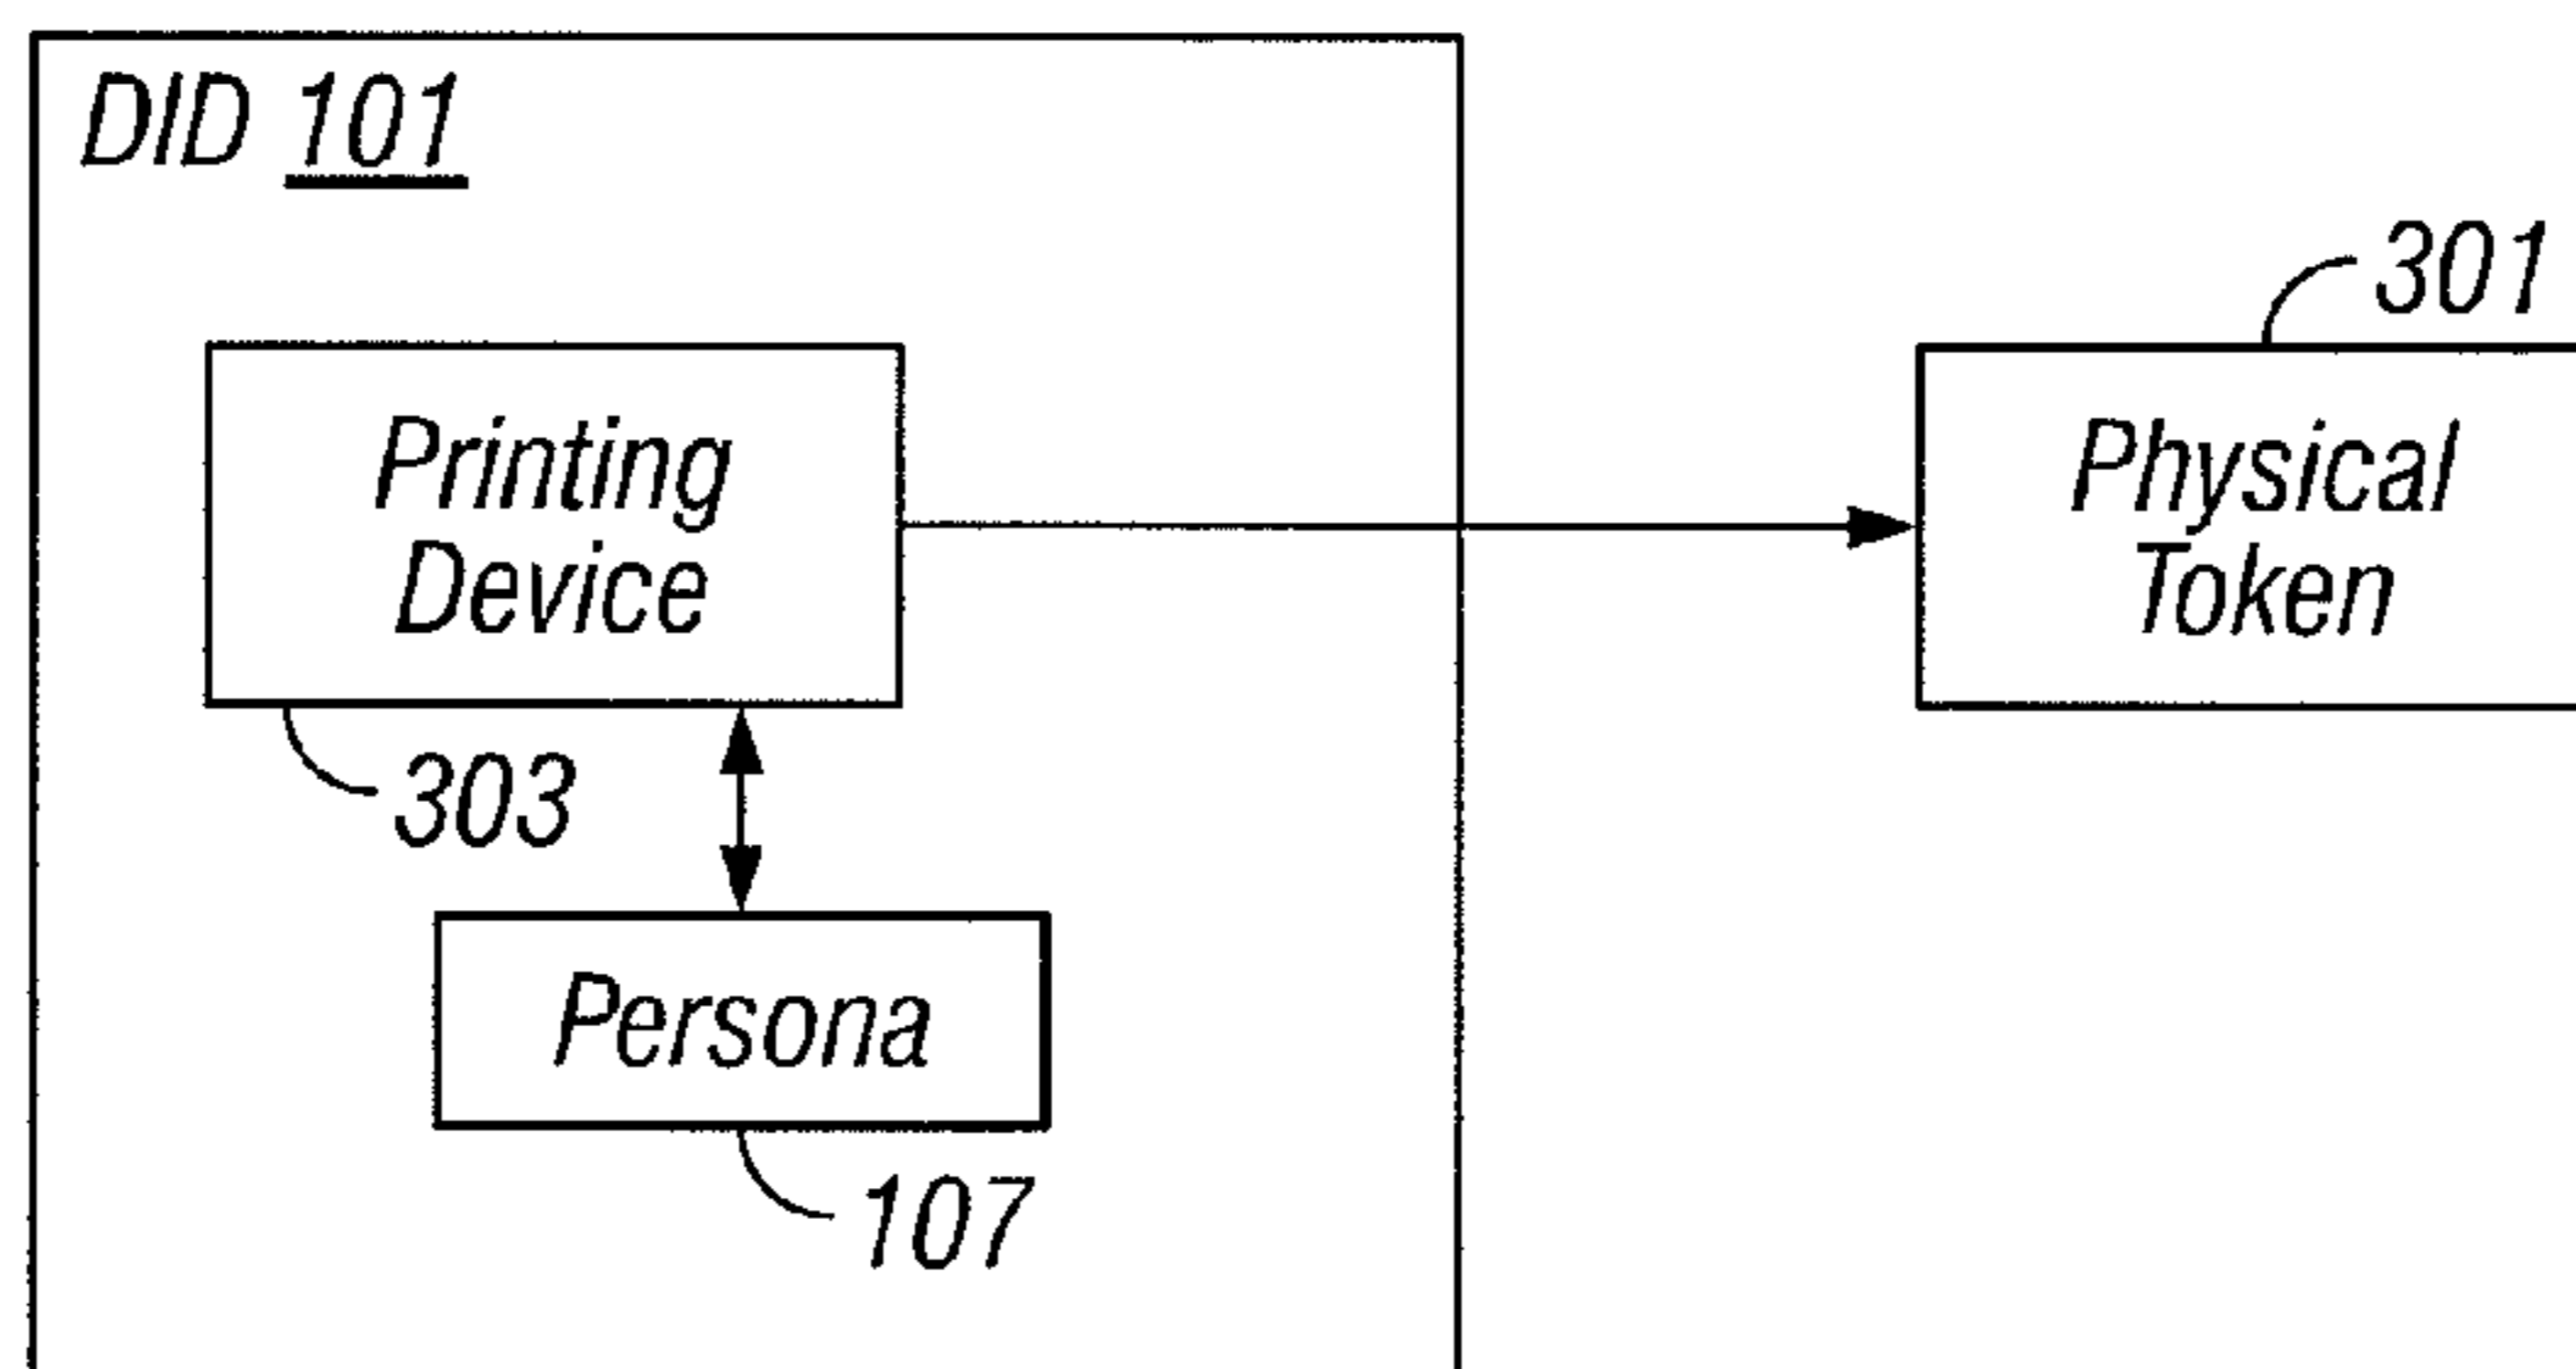 DID 101
301
Printing
Device
Physical
Token
303
Persona
107